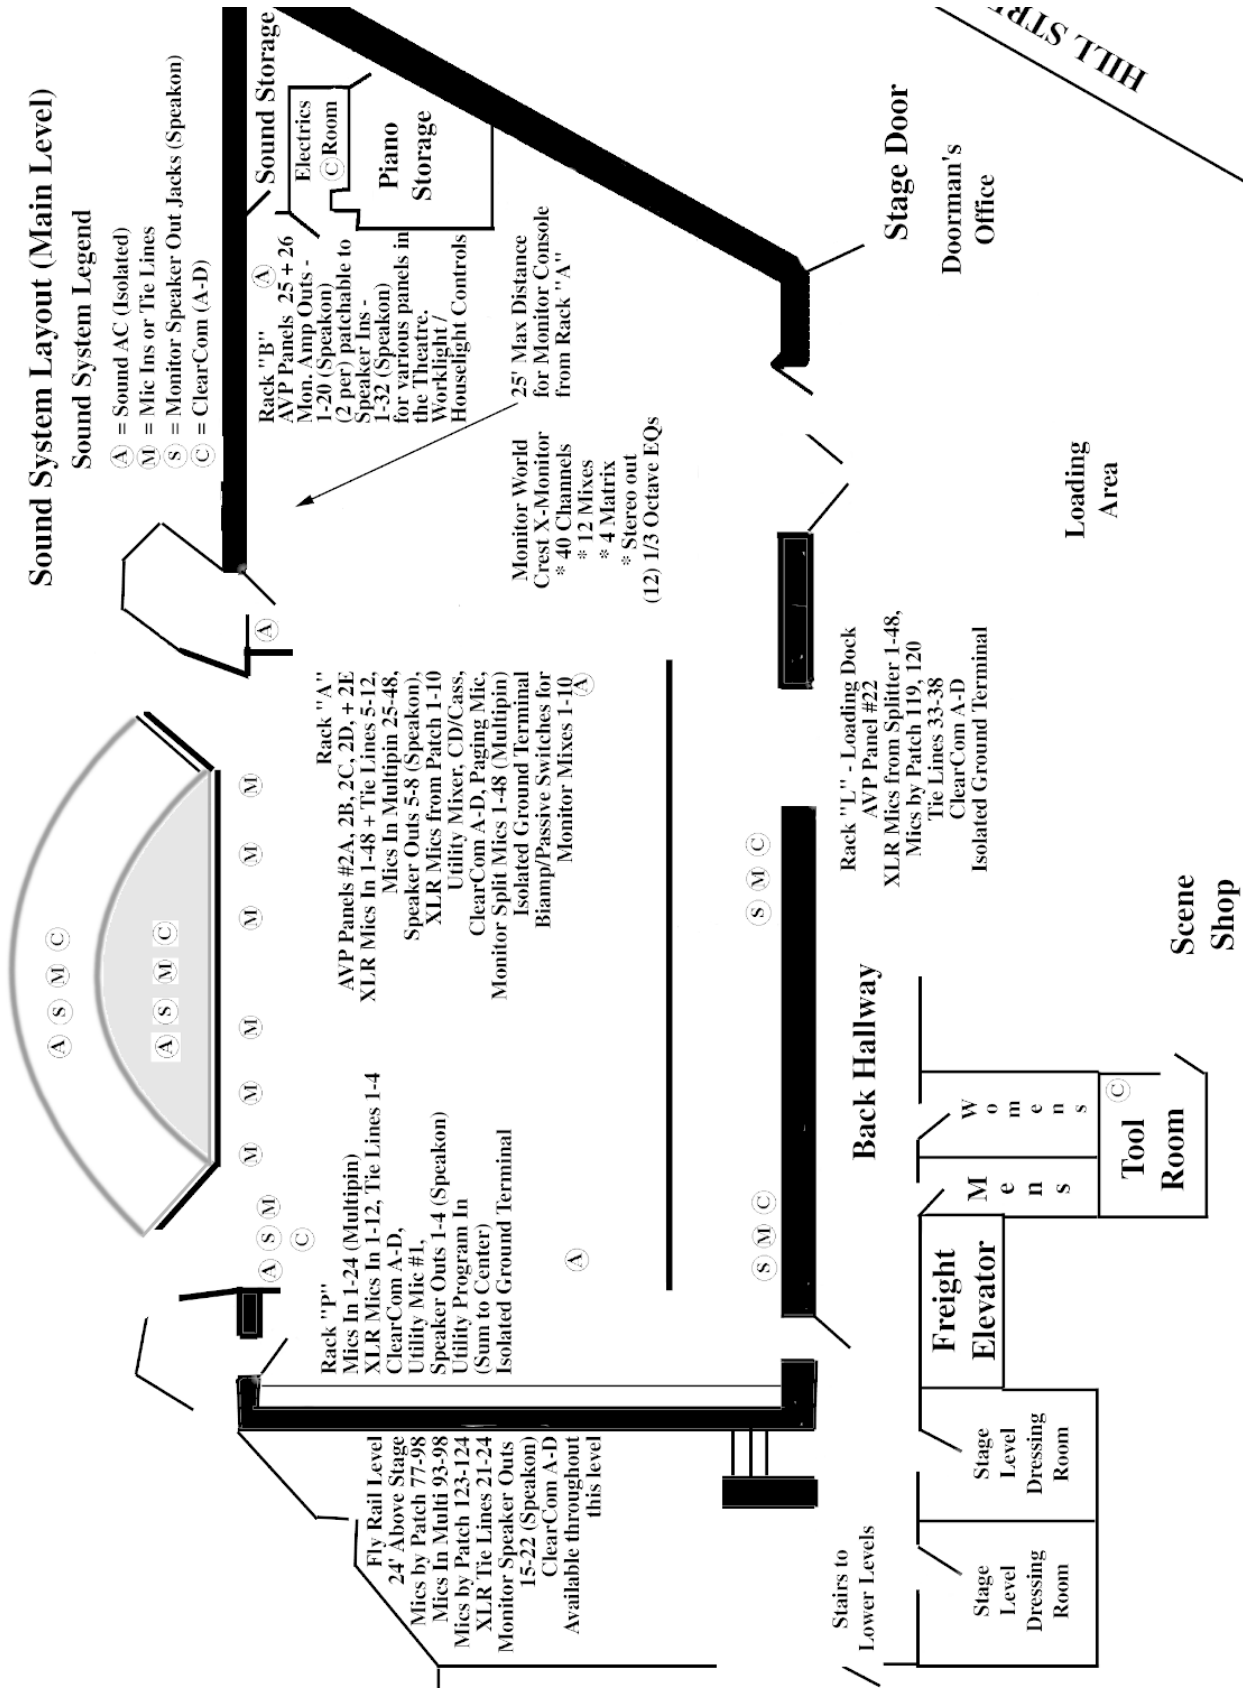 Sound System Layout (Main Level)
Sound System Legend
A = Sound AC (Isolated)
M = Mic Ins or Tie Lines
S = Monitor Speaker Out Jacks (Speakon)
C = ClearCom (A-D)
Sound Storage
Electrics
C Room
Piano
Storage
Rack "B" A
AVP Panels 25 + 26
Mon. Amp Outs -
1-20 (Speakon)
(2 per) patchable to
Speaker Ins -
1-32 (Speakon)
for various panels in
the Theatre.
Worklight /
Houselight Controls
25' Max Distance
for Monitor Console
from Rack "A"
Monitor World
Crest X-Monitor
* 40 Channels
* 12 Mixes
* 4 Matrix
* Stereo out
(12) 1/3 Octave EQs
A
Rack "A"
AVP Panels #2A, 2B, 2C, 2D, + 2E
XLR Mics In 1-48 + Tie Lines 5-12,
Mics In Multipin 25-48,
Speaker Outs 5-8 (Speakon),
XLR Mics from Patch 1-10
Utility Mixer, CD/Cass,
ClearCom A-D, Paging Mic,
Monitor Split Mics 1-48 (Multipin)
Isolated Ground Terminal
Biamp/Passive Switches for
Monitor Mixes 1-10
A
A S M C
A S M C
M M M M M M
A S M
C
Rack "P"
Mics In 1-24 (Multipin)
XLR Mics In 1-12, Tie Lines 1-4
ClearCom A-D,
Utility Mic #1,
Speaker Outs 1-4 (Speakon)
Utility Program In
(Sum to Center)
Isolated Ground Terminal
A
S M C
S M C
Fly Rail Level
24' Above Stage
Mics by Patch 77-98
Mics In Multi 93-98
Mics by Patch 123-124
XLR Tie Lines 21-24
Monitor Speaker Outs
15-22 (Speakon)
ClearCom A-D
Available throughout
this level
Rack "L" - Loading Dock
AVP Panel #22
XLR Mics from Splitter 1-48,
Mics by Patch 119, 120
Tie Lines 33-38
ClearCom A-D
Isolated Ground Terminal
Back Hallway
Stairs to
Lower Levels
Stage
Level
Dressing
Room
Stage
Level
Dressing
Room
Freight
Elevator
Mens
Womens
C
Tool
Room
Scene
Shop
Loading
Area
Stage Door
Doorman's
Office
HILL STR